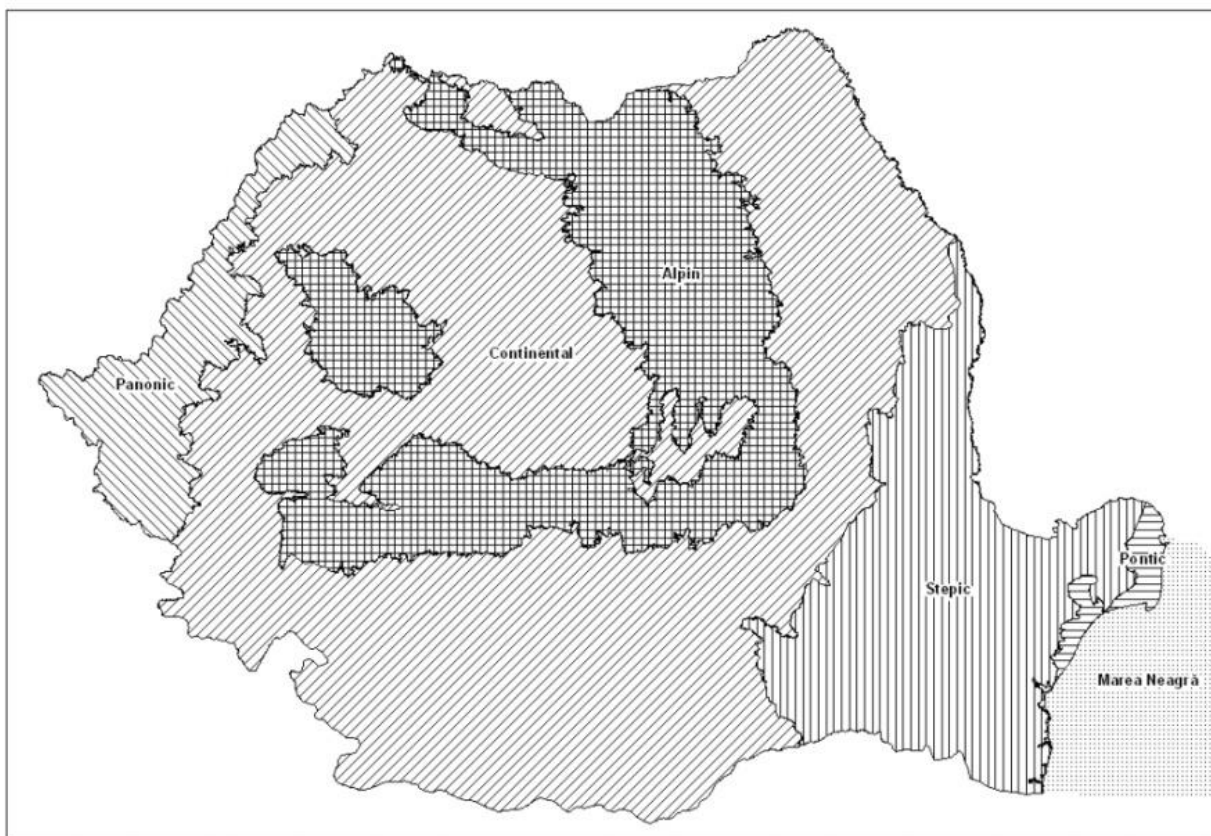 Alpin
Continental
Panonic
Pontic
Stepic
Marea Neagră